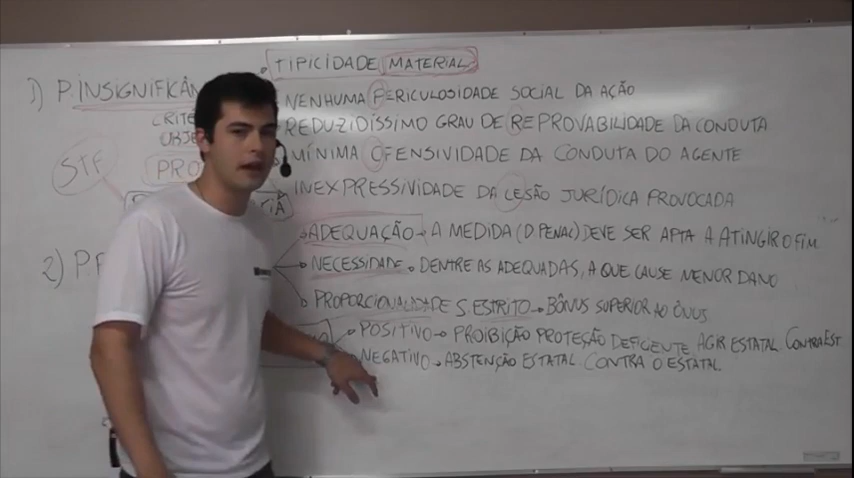 TIPICIDADE MATERIAL
1) P. INSIGNIFICÂN
NENHUMA PERICULOSIDADE SOCIAL DA AÇÃO
CRITE
REDUZIDÍSSIMO GRAU DE REPROVABILIDADE DA CONDUTA
OBJE
MÍNIMA OFENSIVIDADE DA CONDUTA DO AGENTE
STF
PRO
INEXPRESSIVIDADE DA LESÃO JURÍDICA PROVOCADA
ADEQUAÇÃO → A MEDIDA (D PENAL) DEVE SER APTA A ATINGIR O FIM
2) P.
NECESSIDADE . DENTRE AS ADEQUADAS, A QUE CAUSE MENOR DANO
PROPORCIONALIDADE S. ESTRITO → BÔNUS SUPERIOR AO ÔNUS
POSITIVO → PROIBIÇÃO PROTEÇÃO DEFICIENTE AGIR ESTATAL CONTRA EST
NEGATIVO → ABSTENÇÃO ESTATAL CONTRA O ESTATAL